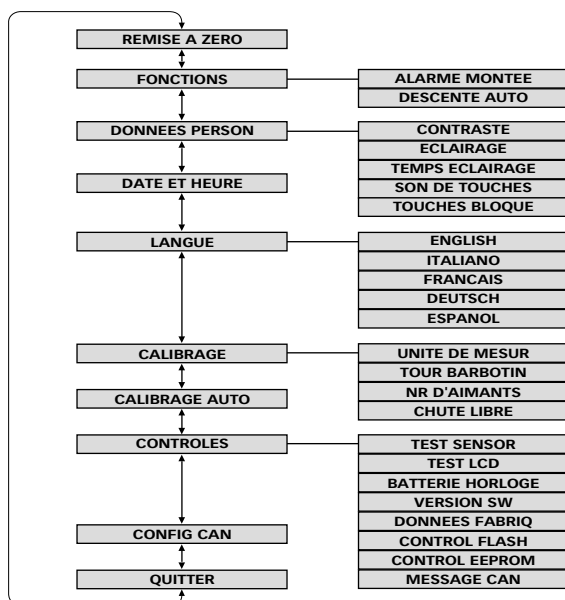 REMISE A ZERO
FONCTIONS
ALARME MONTEE
DESCENTE AUTO
DONNEES PERSON
CONTRASTE
ECLAIRAGE
TEMPS ECLAIRAGE
SON DE TOUCHES
TOUCHES BLOQUE
DATE ET HEURE
LANGUE
ENGLISH
ITALIANO
FRANCAIS
DEUTSCH
ESPANOL
CALIBRAGE
UNITE DE MESUR
TOUR BARBOTIN
NR D'AIMANTS
CHUTE LIBRE
CALIBRAGE AUTO
CONTROLES
TEST SENSOR
TEST LCD
BATTERIE HORLOGE
VERSION SW
DONNEES FABRIQ
CONTROL FLASH
CONTROL EEPROM
MESSAGE CAN
CONFIG CAN
QUITTER